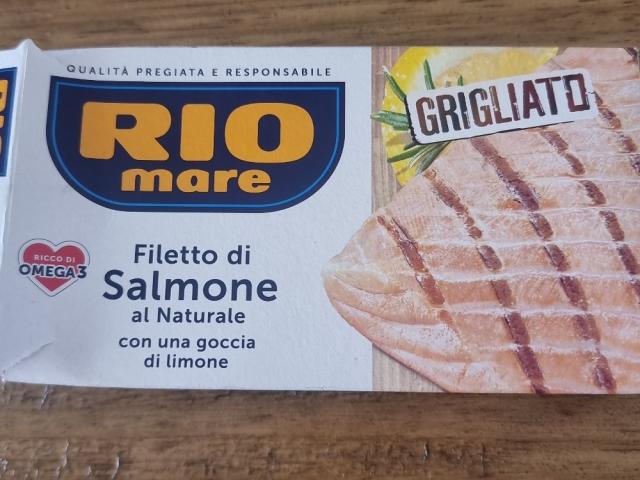 QUALITÀ PREGIATA E RESPONSABILE
RIO
mare
GRIGLIATO
RICCO DI
OMEGA3
Filetto di
Salmone
al Naturale
con una goccia
di limone